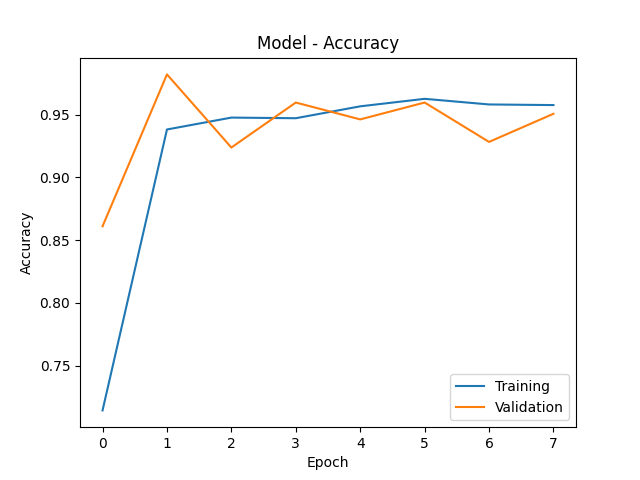 Model - Accuracy
Accuracy
0.95
0.90
0.85
0.80
0.75
Training
Validation
0 1 2 3 4 5 6 7
Epoch